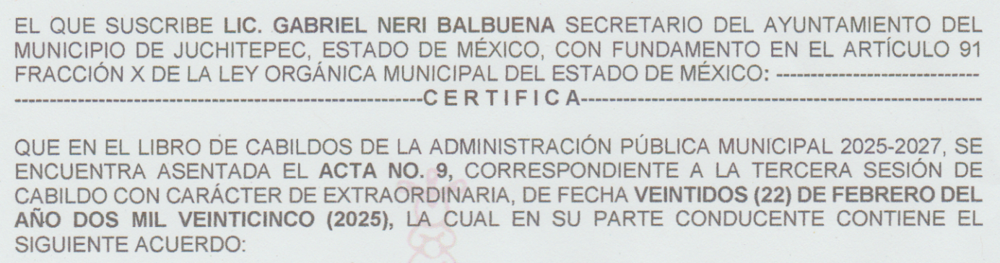 EL QUE SUSCRIBE LIC. GABRIEL NERI BALBUENA SECRETARIO DEL AYUNTAMIENTO DEL
MUNICIPIO DE JUCHITEPEC, ESTADO DE MÉXICO, CON FUNDAMENTO EN EL ARTÍCULO 91
FRACCIÓN X DE LA LEY ORGÁNICA MUNICIPAL DEL ESTADO DE MÉXICO: -----------------------------
----------------------------------------------------------C E R T I F I C A---------------------------------------------------------
QUE EN EL LIBRO DE CABILDOS DE LA ADMINISTRACIÓN PÚBLICA MUNICIPAL 2025-2027, SE
ENCUENTRA ASENTADA EL ACTA NO. 9, CORRESPONDIENTE A LA TERCERA SESIÓN DE
CABILDO CON CARÁCTER DE EXTRAORDINARIA, DE FECHA VEINTIDOS (22) DE FEBRERO DEL
AÑO DOS MIL VEINTICINCO (2025), LA CUAL EN SU PARTE CONDUCENTE CONTIENE EL
SIGUIENTE ACUERDO: